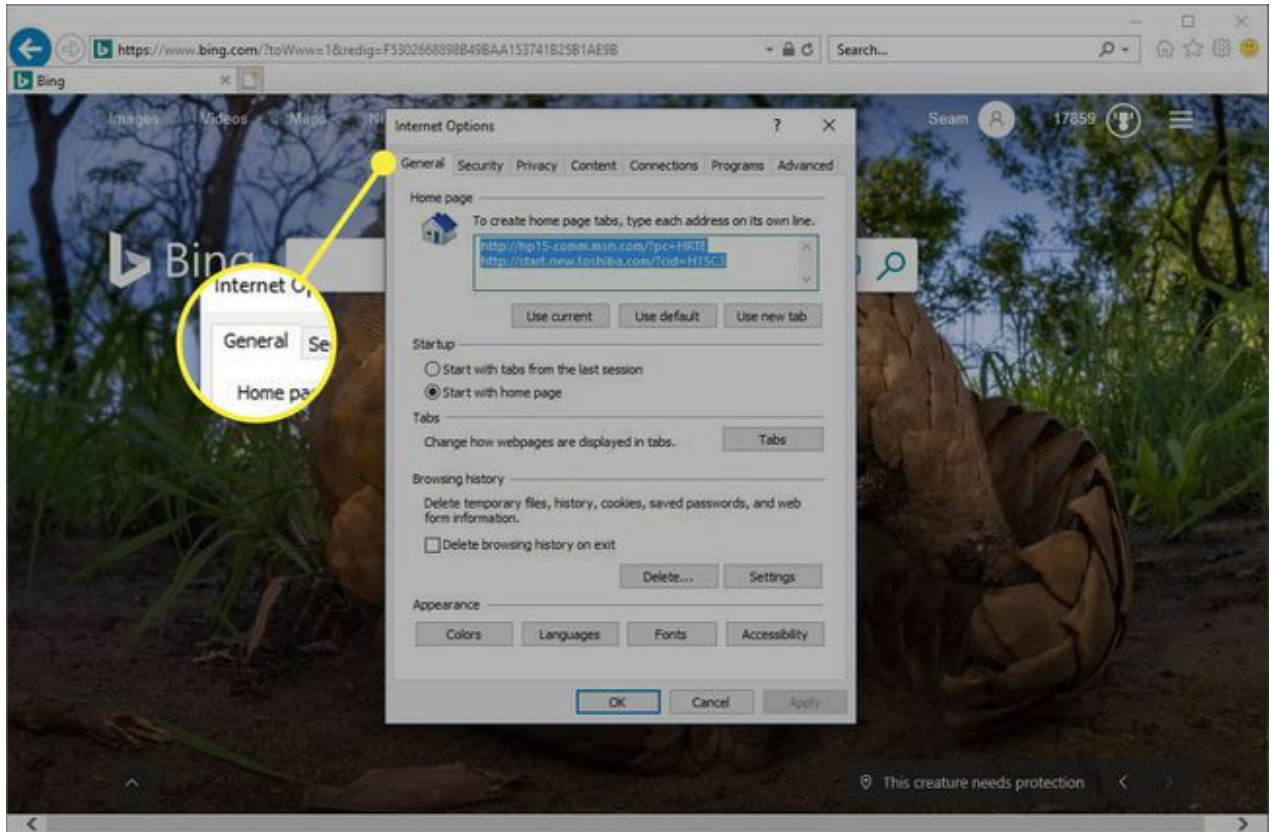 https://www.bing.com/?toWww=1&redig=F5302668898B49BAA153741B25B1AE9B
Search...
Bing
Images Videos Maps
Seam 17859
Bing
Internet Options ?
General Security Privacy Content Connections Programs Advanced
Home page
To create home page tabs, type each address on its own line.
http://hp15-comm.msn.com/?pc=HRTE
http://start.new.toshiba.com/?cid=H15C3
Use current Use default Use new tab
Startup
Start with tabs from the last session
Start with home page
Tabs
Change how webpages are displayed in tabs. Tabs
Browsing history
Delete temporary files, history, cookies, saved passwords, and web
form information.
Delete browsing history on exit
Delete... Settings
Appearance
Colors Languages Fonts Accessibility
OK Cancel Apply
Internet
General
Home
This creature needs protection